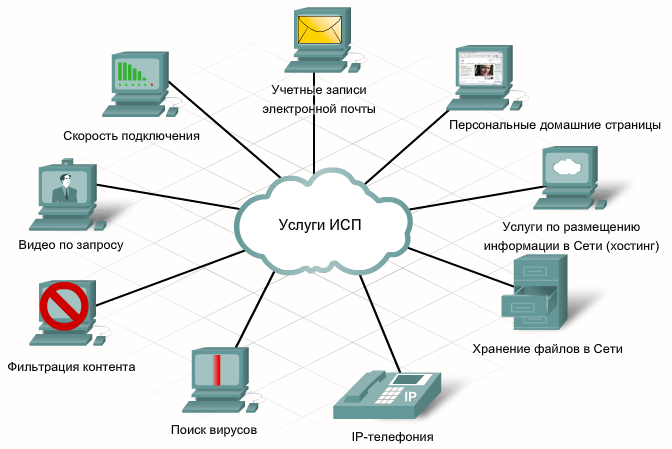 Учетные записи
электронной почты
Скорость подключения
Персональные домашние страницы
Видео по запросу
Услуги ИСП
Услуги по размещению
информации в Сети (хостинг)
Фильтрация контента
Хранение файлов в Сети
IP
Поиск вирусов
IP-телефония